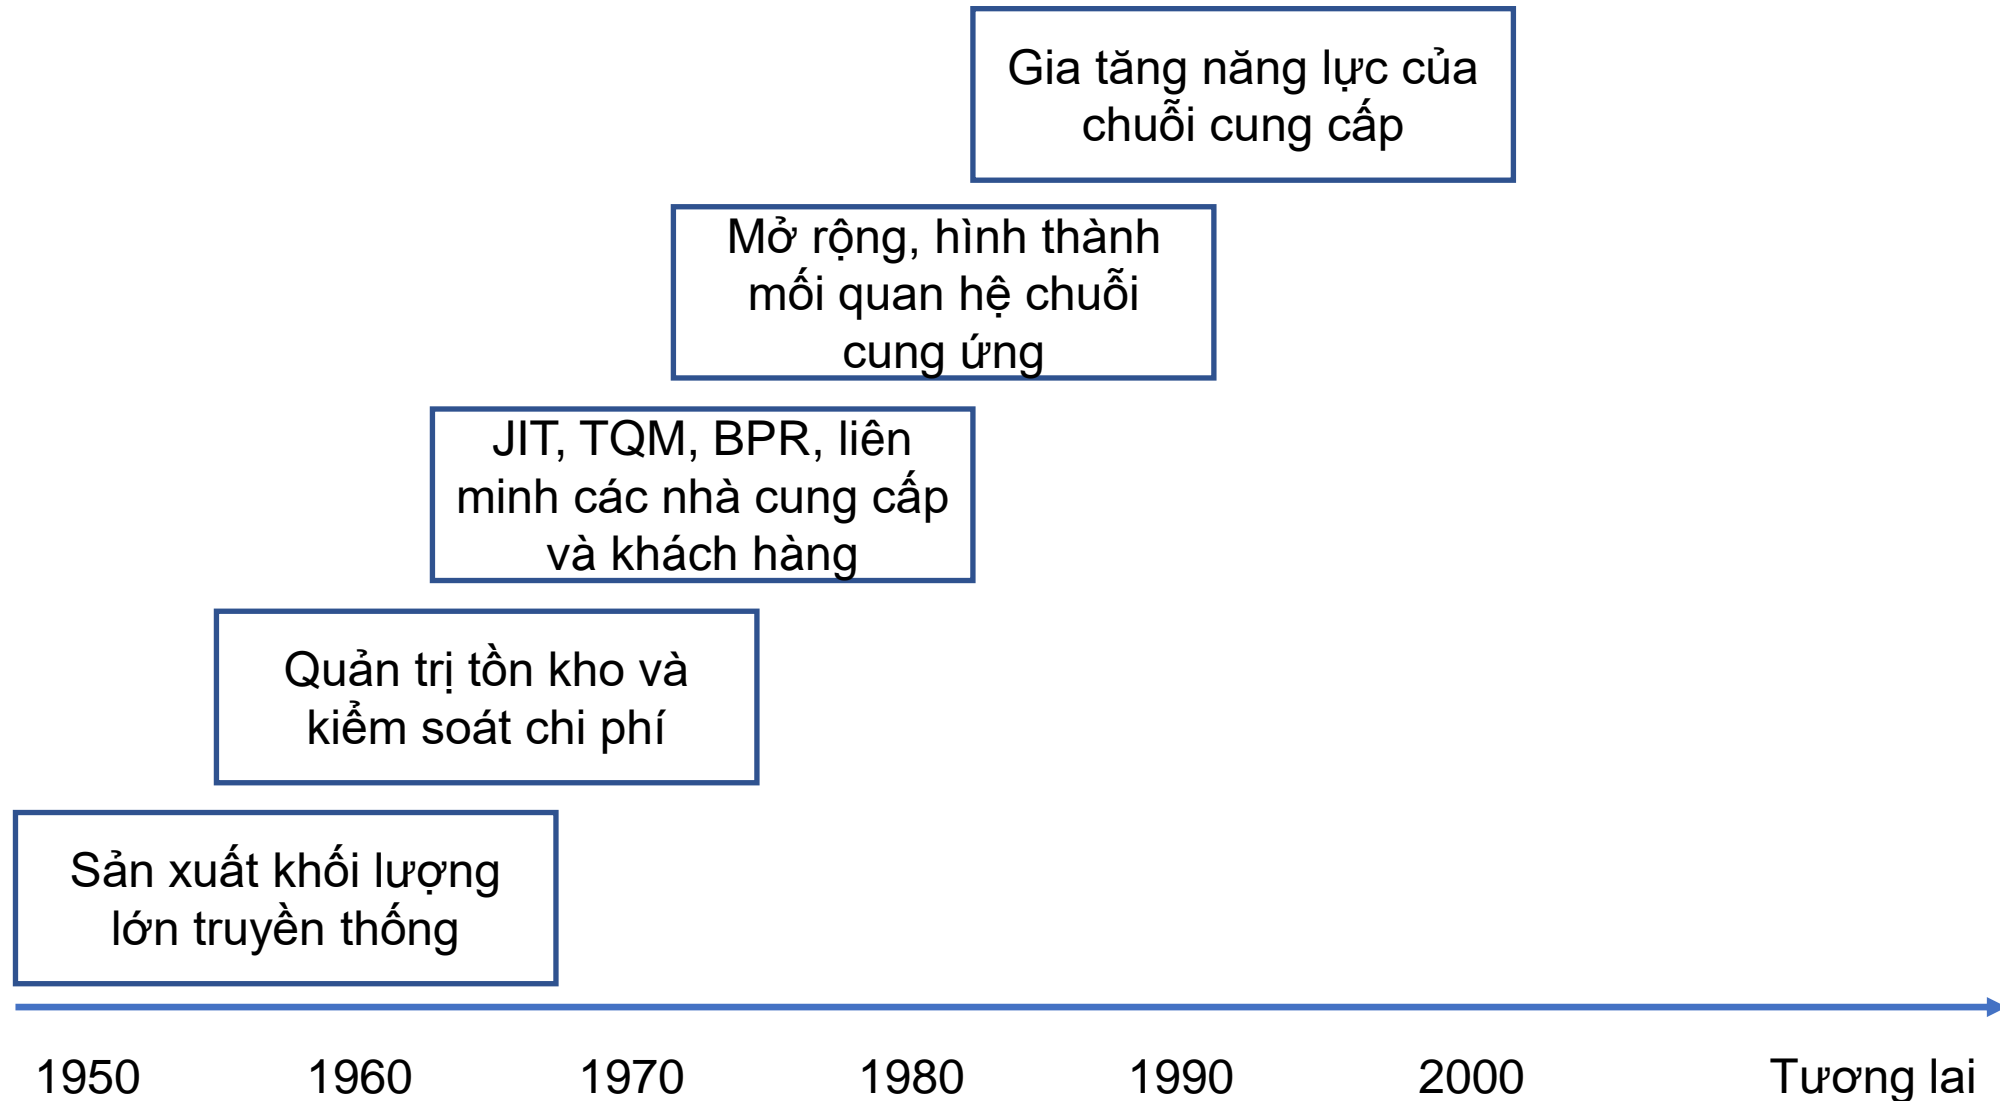 Gia tăng năng lực của
chuỗi cung cấp
Mở rộng, hình thành
mối quan hệ chuỗi
cung ứng
JIT, TQM, BPR, liên
minh các nhà cung cấp
và khách hàng
Quản trị tồn kho và
kiểm soát chi phí
Sản xuất khối lượng
lớn truyền thống
1950 1960 1970 1980 1990 2000 Tương lai